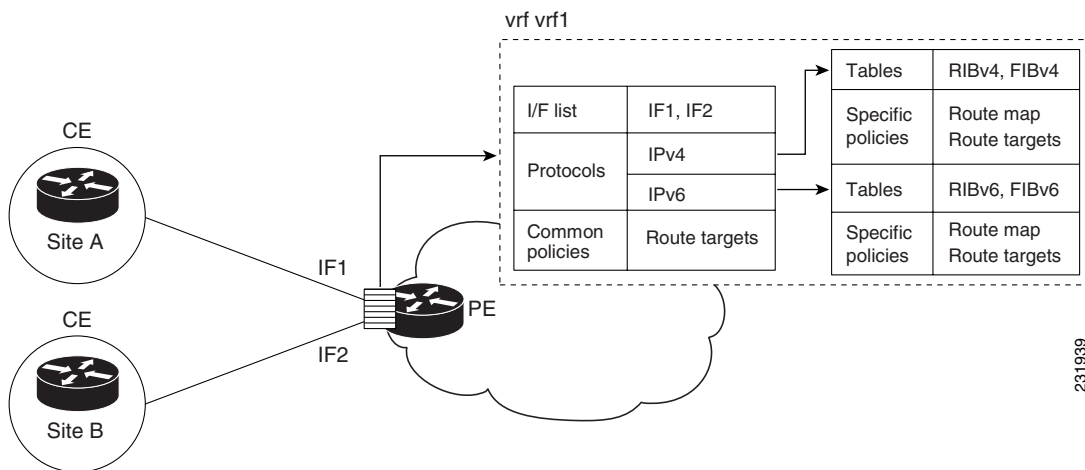 vrf vrf1
I/F list
IF1, IF2
Protocols
IPv4
IPv6
Common
policies
Route targets
Tables
RIBv4, FIBv4
Specific
policies
Route map
Route targets
Tables
RIBv6, FIBv6
Specific
policies
Route map
Route targets
CE
Site A
IF1
CE
Site B
IF2
PE
231939